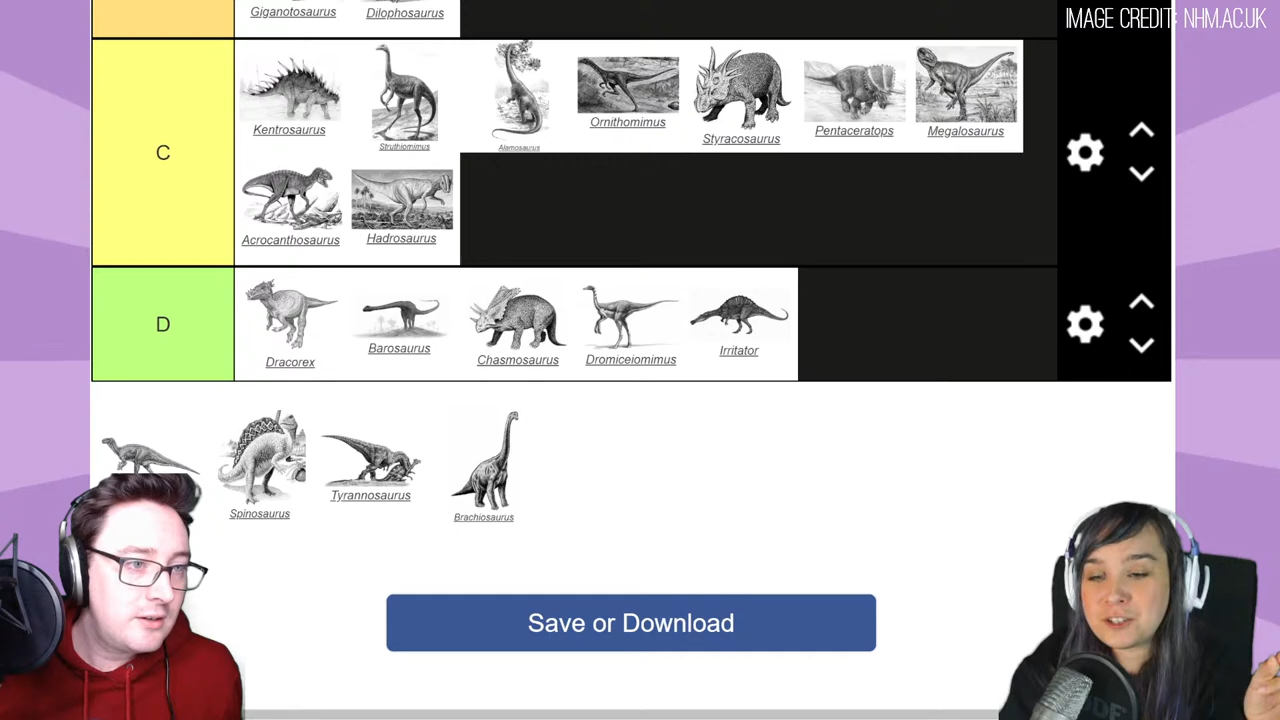 IMAGE CREDIT: NHM.AC.UK
Giganotosaurus
Dilophosaurus
C
Kentrosaurus
Struthiomimus
Alamosaurus
Ornithomimus
Styracosaurus
Pentaceratops
Megalosaurus
Acrocanthosaurus
Hadrosaurus
D
Dracorex
Barosaurus
Chasmosaurus
Dromiceiomimus
Irritator
Spinosaurus
Tyrannosaurus
Brachiosaurus
Save or Download